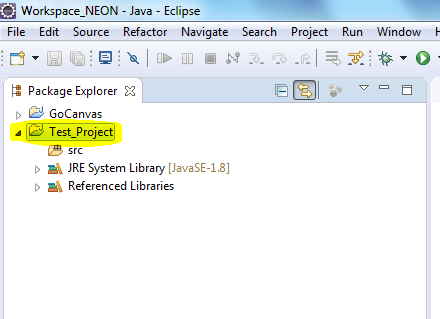 Workspace_NEON - Java - Eclipse
File Edit Source Refactor Navigate Search Project Run Window
Package Explorer
GoCanvas
Test_Project
src
JRE System Library [JavaSE-1.8]
Referenced Libraries